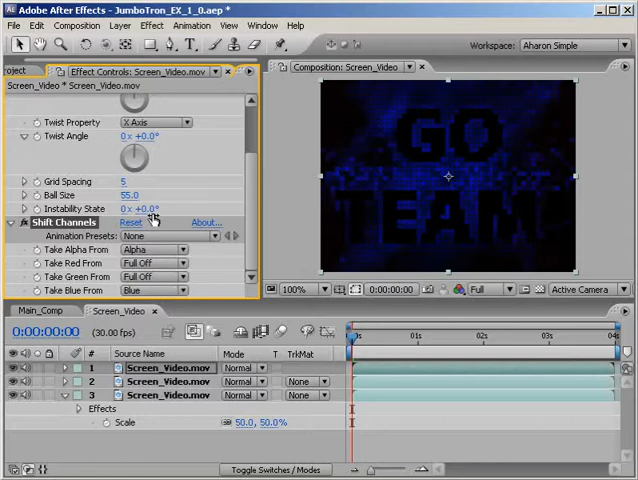 Adobe After Effects - JumboTron_EX_1_0.aep *
File Edit Composition Layer Effect Animation View Window Help
Workspace: Aharon Simple
roject Effect Controls: Screen_Video.mov
Screen_Video * Screen_Video.mov
Twist Property X Axis
Twist Angle 0 x +0.0°
Grid Spacing 5
Ball Size 55.0
Instability State 0 x +0.0°
Shift Channels Reset About...
Animation Presets: None
Take Alpha From Alpha
Take Red From Full Off
Take Green From Full Off
Take Blue From Blue
Composition: Screen_Video
GO
TEAM
100% 0:00:00:00 Full Active Camera
Main_Comp Screen_Video
0:00:00:00 (30.00 fps)
# Source Name Mode T TrkMat
01s 02s 03s 04s
1 Screen_Video.mov Normal
2 Screen_Video.mov Normal None
3 Screen_Video.mov Normal None
Effects
Scale 50.0, 50.0%
Toggle Switches / Modes